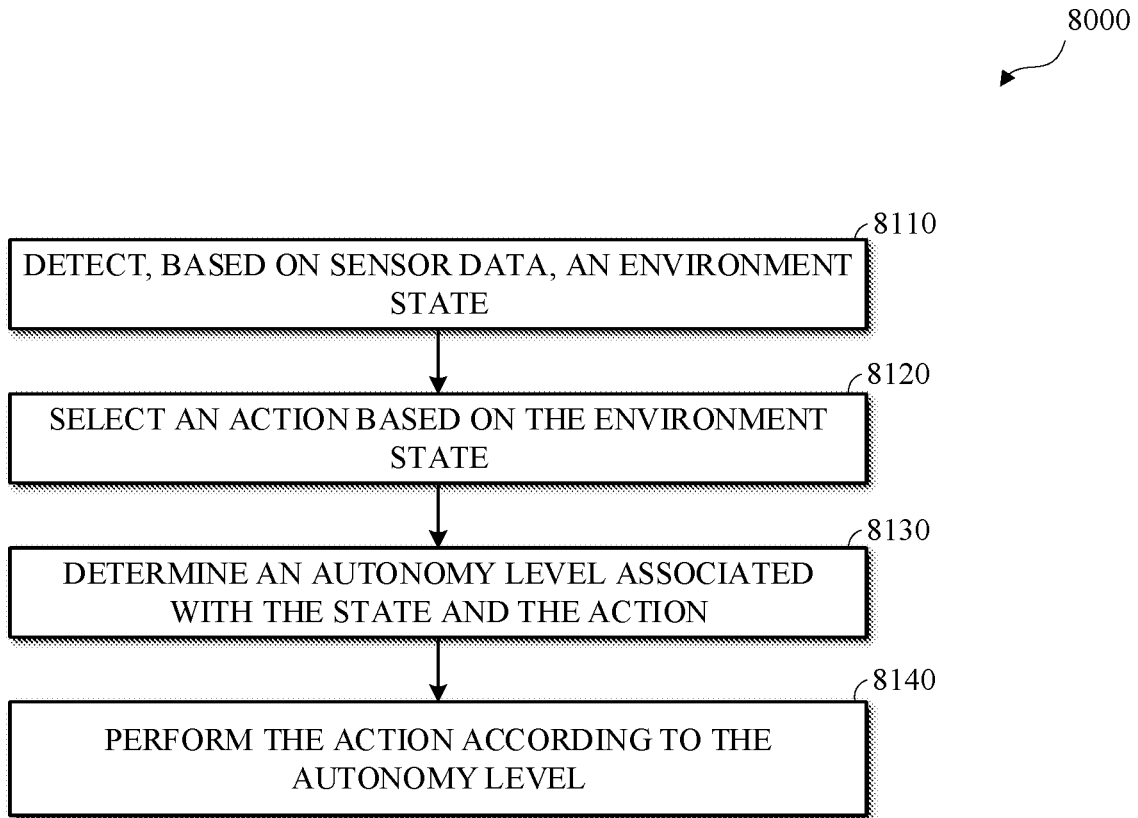 8000
8110
DETECT, BASED ON SENSOR DATA, AN ENVIRONMENT
STATE
8120
SELECT AN ACTION BASED ON THE ENVIRONMENT
STATE
8130
DETERMINE AN AUTONOMY LEVEL ASSOCIATED
WITH THE STATE AND THE ACTION
8140
PERFORM THE ACTION ACCORDING TO THE
AUTONOMY LEVEL